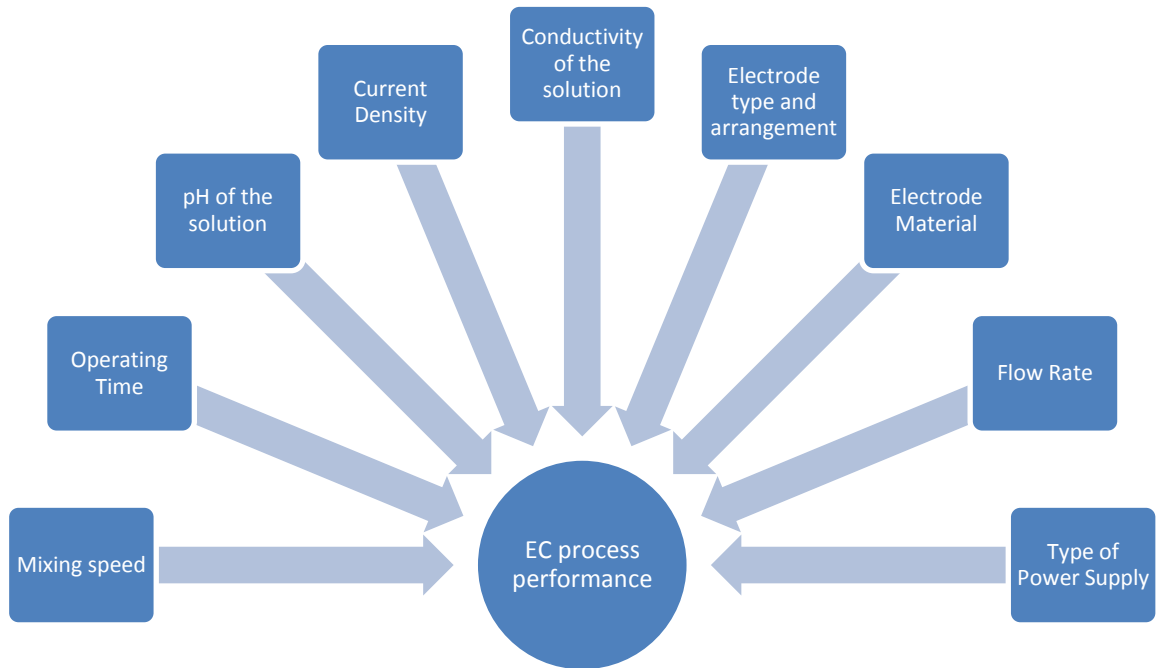 Conductivity
of the
solution
Current
Density
Electrode
type and
arrangement
pH of the
solution
Electrode
Material
Operating
Time
Flow Rate
Mixing speed
EC process
performance
Type of
Power Supply